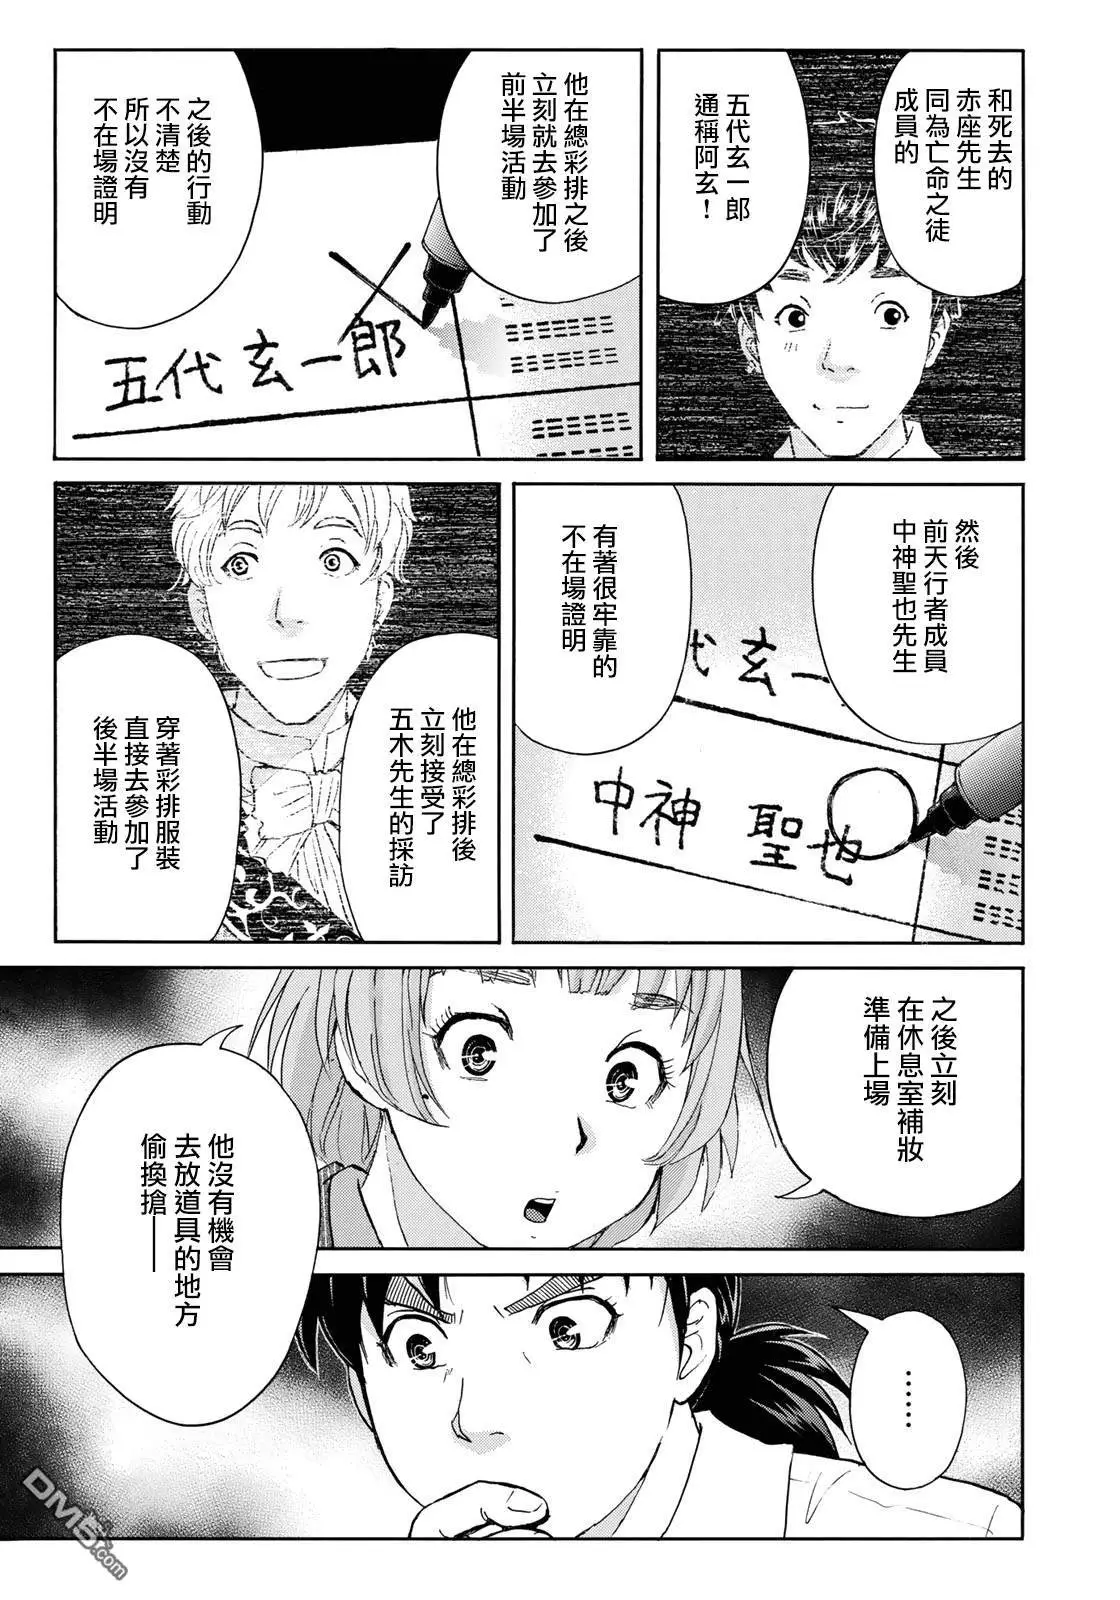 和死去的
赤座先生
同為亡命之徒
成員的
五代玄一郎
通稱阿玄！
他在總彩排之後
立刻就去參加了
前半場活動
之後的行動
不清楚
所以沒有
不在場證明
五代玄一郎
然後
前天行者成員
中神聖也先生
有著很牢靠的
不在場證明
代玄一
中神 聖也
他在總彩排後
立刻接受了
五木先生的採訪
穿著彩排服裝
直接去參加了
後半場活動
之後立刻
在休息室補妝
準備上場
他沒有機會
去放道具的地方
偷換搶——
……
DM5.com